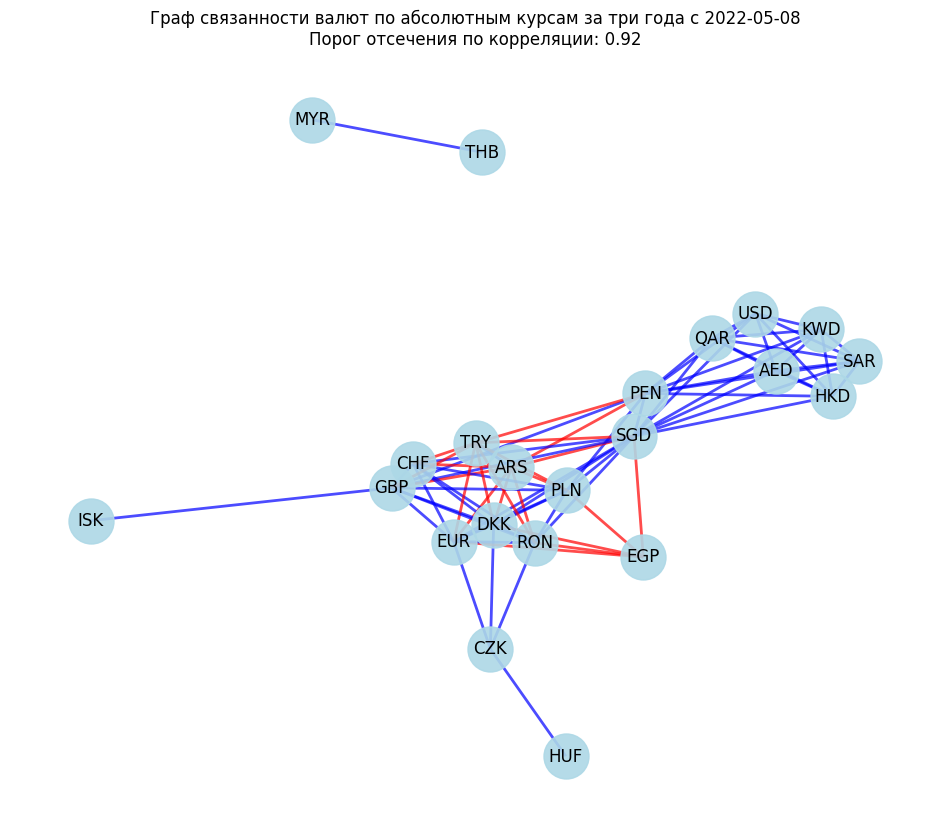 Граф связанности валют по абсолютным курсам за три года с 2022-05-08
Порог отсечения по корреляции: 0.92
MYR
THB
USD
KWD
QAR
SAR
AED
HKD
PEN
SGD
TRY
CHF
ARS
GBP
PLN
ISK
DKK
EUR
RON
EGP
CZK
HUF